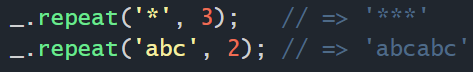 _.repeat('*', 3);   // => '***'
_.repeat('abc', 2); // => 'abcabc'